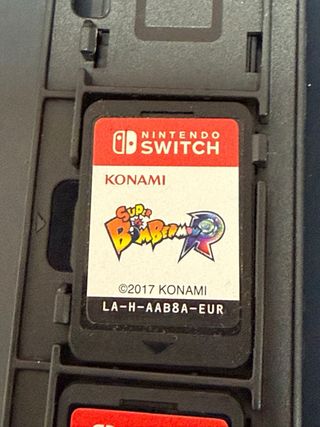 NINTENDO
SWITCH
KONAMI
SUPER
BOMBERMAN R
©2017 KONAMI
LA-H-AAB8A-EUR